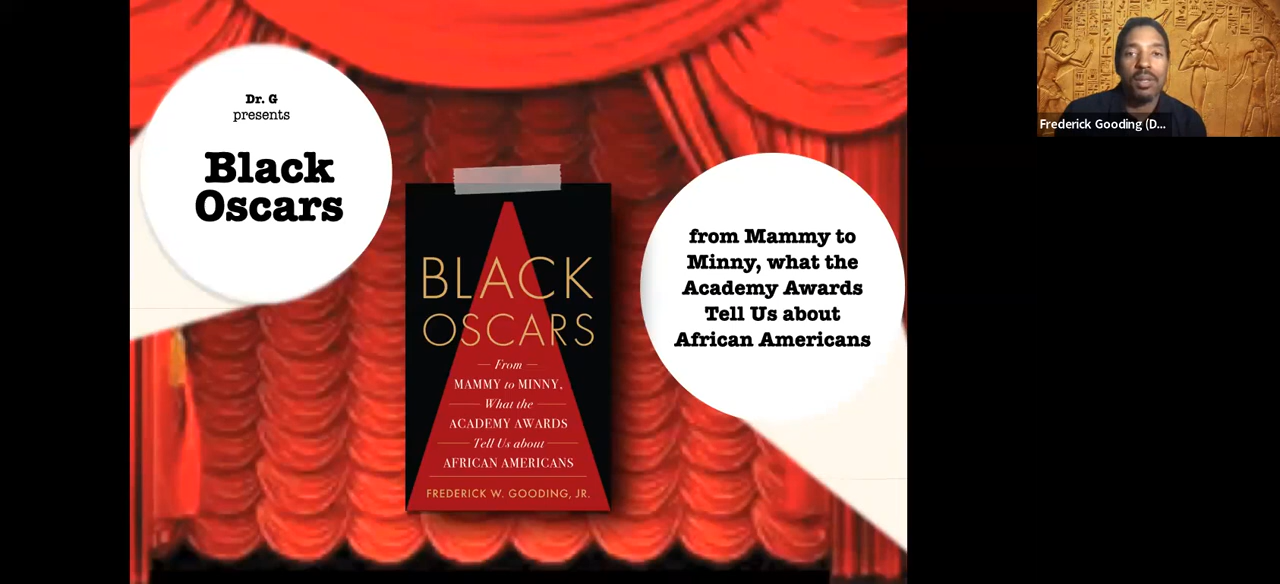 Dr. G
presents
Black
Oscars
BLACK
OSCARS
From
MAMMY to MINNY,
What the
ACADEMY AWARDS
Tell Us about
AFRICAN AMERICANS
FREDERICK W. GOODING, JR.
from Mammy to
Minny, what the
Academy Awards
Tell Us about
African Americans
Frederick Gooding (D...